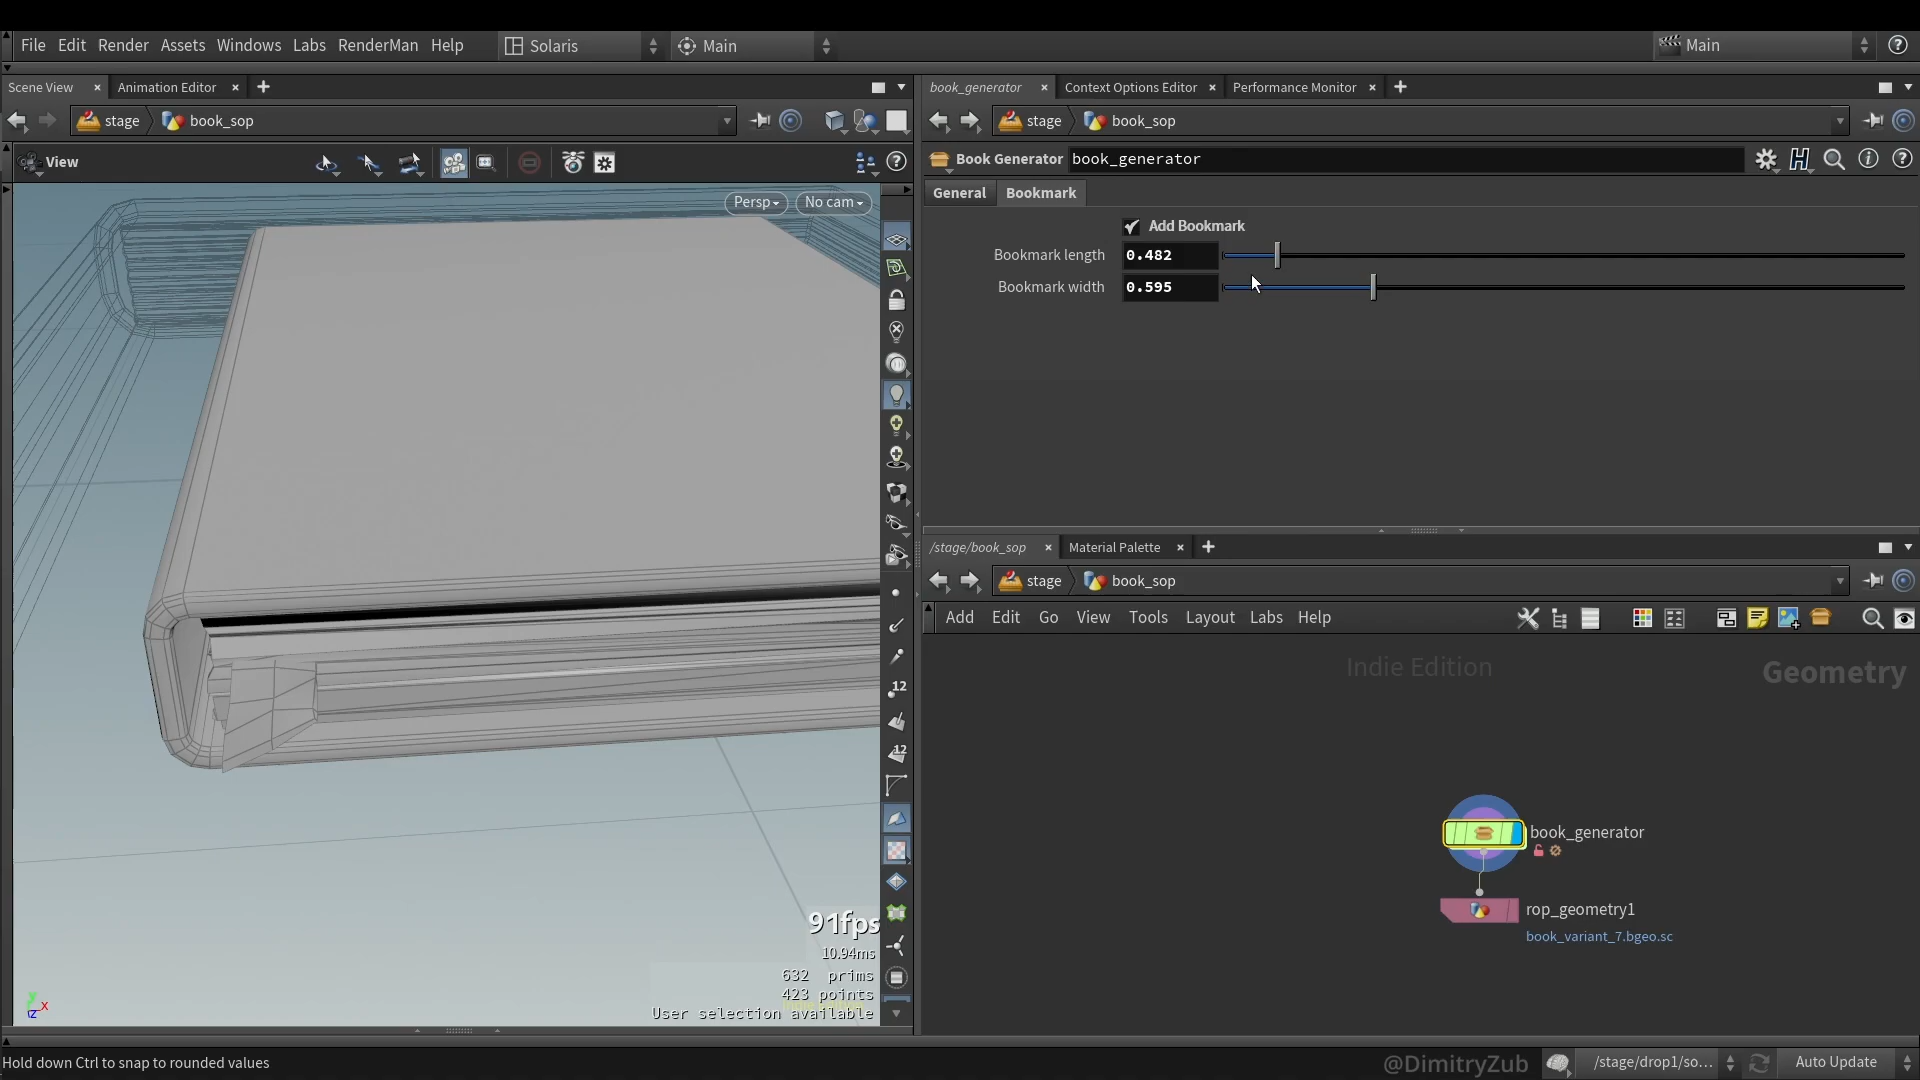 File Edit Render Assets Windows Labs RenderMan Help Solaris Main Main
Scene View Animation Editor
stage book_sop
View
Persp No cam
12
12
91fps
10.94ms
632 prims
423 points
User selection available
book_generator Context Options Editor Performance Monitor
stage book_sop
Book Generator book_generator
General Bookmark
Add Bookmark
Bookmark length 0.482
Bookmark width 0.595
/stage/book_sop Material Palette
stage book_sop
Add Edit Go View Tools Layout Labs Help
Indie Edition Geometry
book_generator
rop_geometry1
book_variant_7.bgeo.sc
Hold down Ctrl to snap to rounded values @DimitryZub /stage/drop1/so... Auto Update